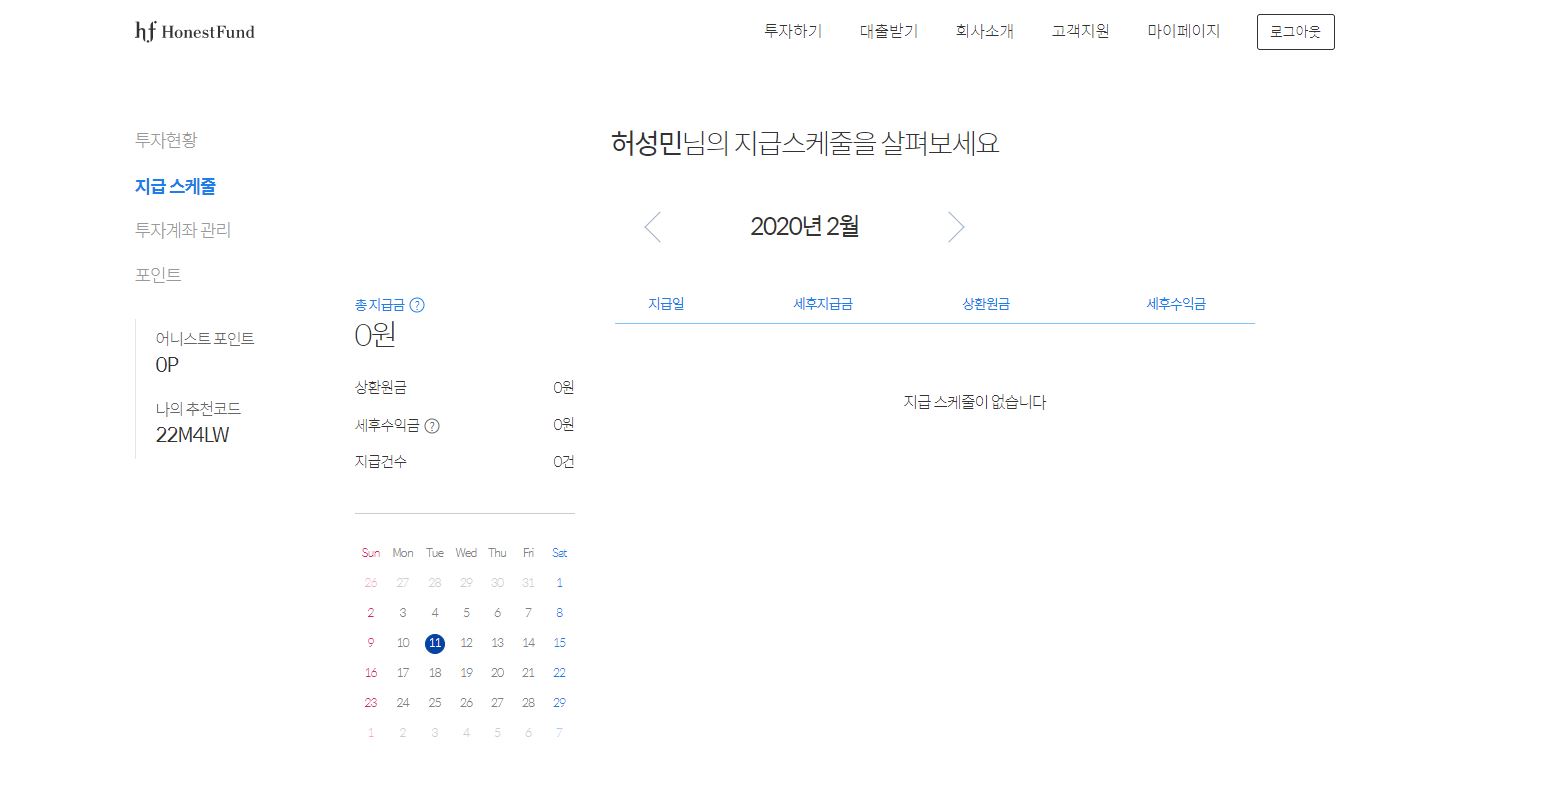 hf HonestFund
투자하기 대출받기 회사소개 고객지원 마이페이지 로그아웃
투자현황
지급 스케줄
투자계좌 관리
포인트
어니스트 포인트
0P
나의 추천코드
22M4LW
허성민님의 지급스케줄을 살펴보세요
2020년 2월
총 지급금 ?
0원
상환원금 0원
세후수익금 ? 0원
지급건수 0건
지급일 세후지급금 상환원금 세후수익금
지급 스케줄이 없습니다
Sun Mon Tue Wed Thu Fri Sat
26 27 28 29 30 31 1
2 3 4 5 6 7 8
9 10 11 12 13 14 15
16 17 18 19 20 21 22
23 24 25 26 27 28 29
1 2 3 4 5 6 7